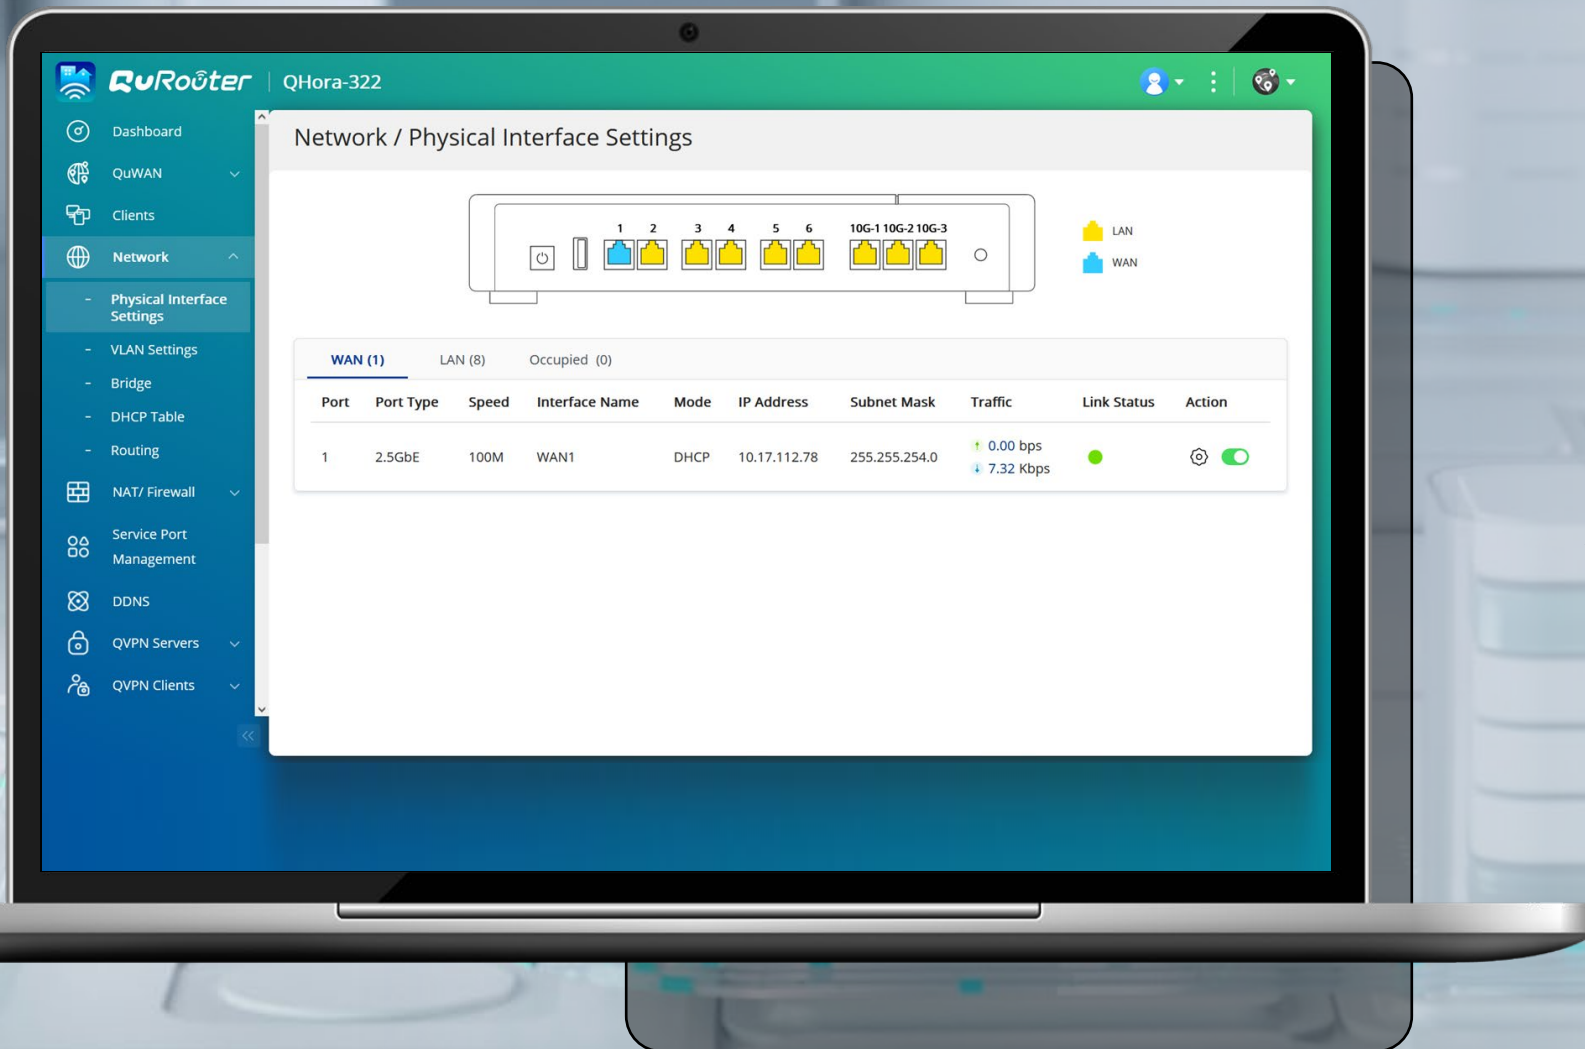 QuRoûter | QHora-322
Dashboard
QuWAN
Clients
Network
- Physical Interface
Settings
- VLAN Settings
- Bridge
- DHCP Table
- Routing
NAT/ Firewall
Service Port
Management
DDNS
QVPN Servers
QVPN Clients
Network / Physical Interface Settings
1 2 3 4 5 6 10G-1 10G-2 10G-3
LAN
WAN
WAN (1) LAN (8) Occupied (0)
Port Port Type Speed Interface Name Mode IP Address Subnet Mask Traffic Link Status Action
1 2.5GbE 100M WAN1 DHCP 10.17.112.78 255.255.254.0 0.00 bps
7.32 Kbps